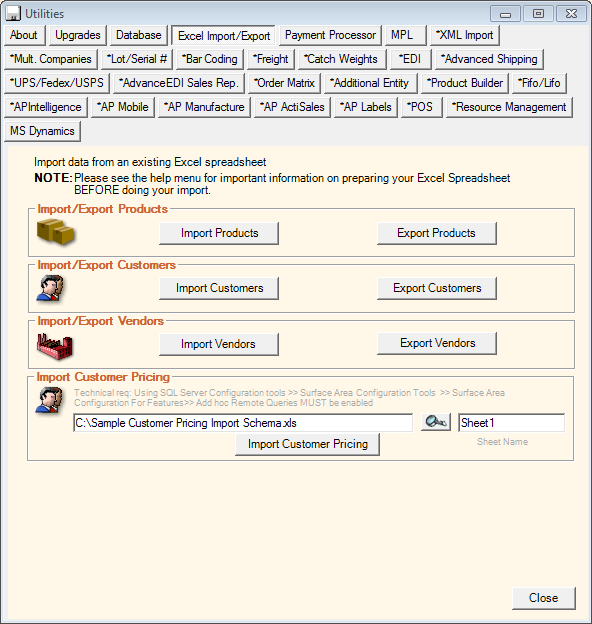 Utilities
About Upgrades Database Excel Import/Export Payment Processor MPL *XML Import
*Mult. Companies *Lot/Serial # *Bar Coding *Freight *Catch Weights *EDI *Advanced Shipping
*UPS/Fedex/USPS *AdvanceEDI Sales Rep. *Order Matrix *Additional Entity *Product Builder *Fifo/Lifo
*APIntelligence *AP Mobile *AP Manufacture *AP ActiSales *AP Labels *POS *Resource Management
MS Dynamics
Import data from an existing Excel spreadsheet
NOTE: Please see the help menu for important information on preparing your Excel Spreadsheet
BEFORE doing your import.
Import/Export Products
Import Products Export Products
Import/Export Customers
Import Customers Export Customers
Import/Export Vendors
Import Vendors Export Vendors
Import Customer Pricing
Technical req: Using SQL Server Configuration tools >> Surface Area Configuration Tools >> Surface Area
Configuration For Features>> Add hoc Remote Queries MUST be enabled
C:\Sample Customer Pricing Import Schema.xls Sheet1
Import Customer Pricing Sheet Name
Close